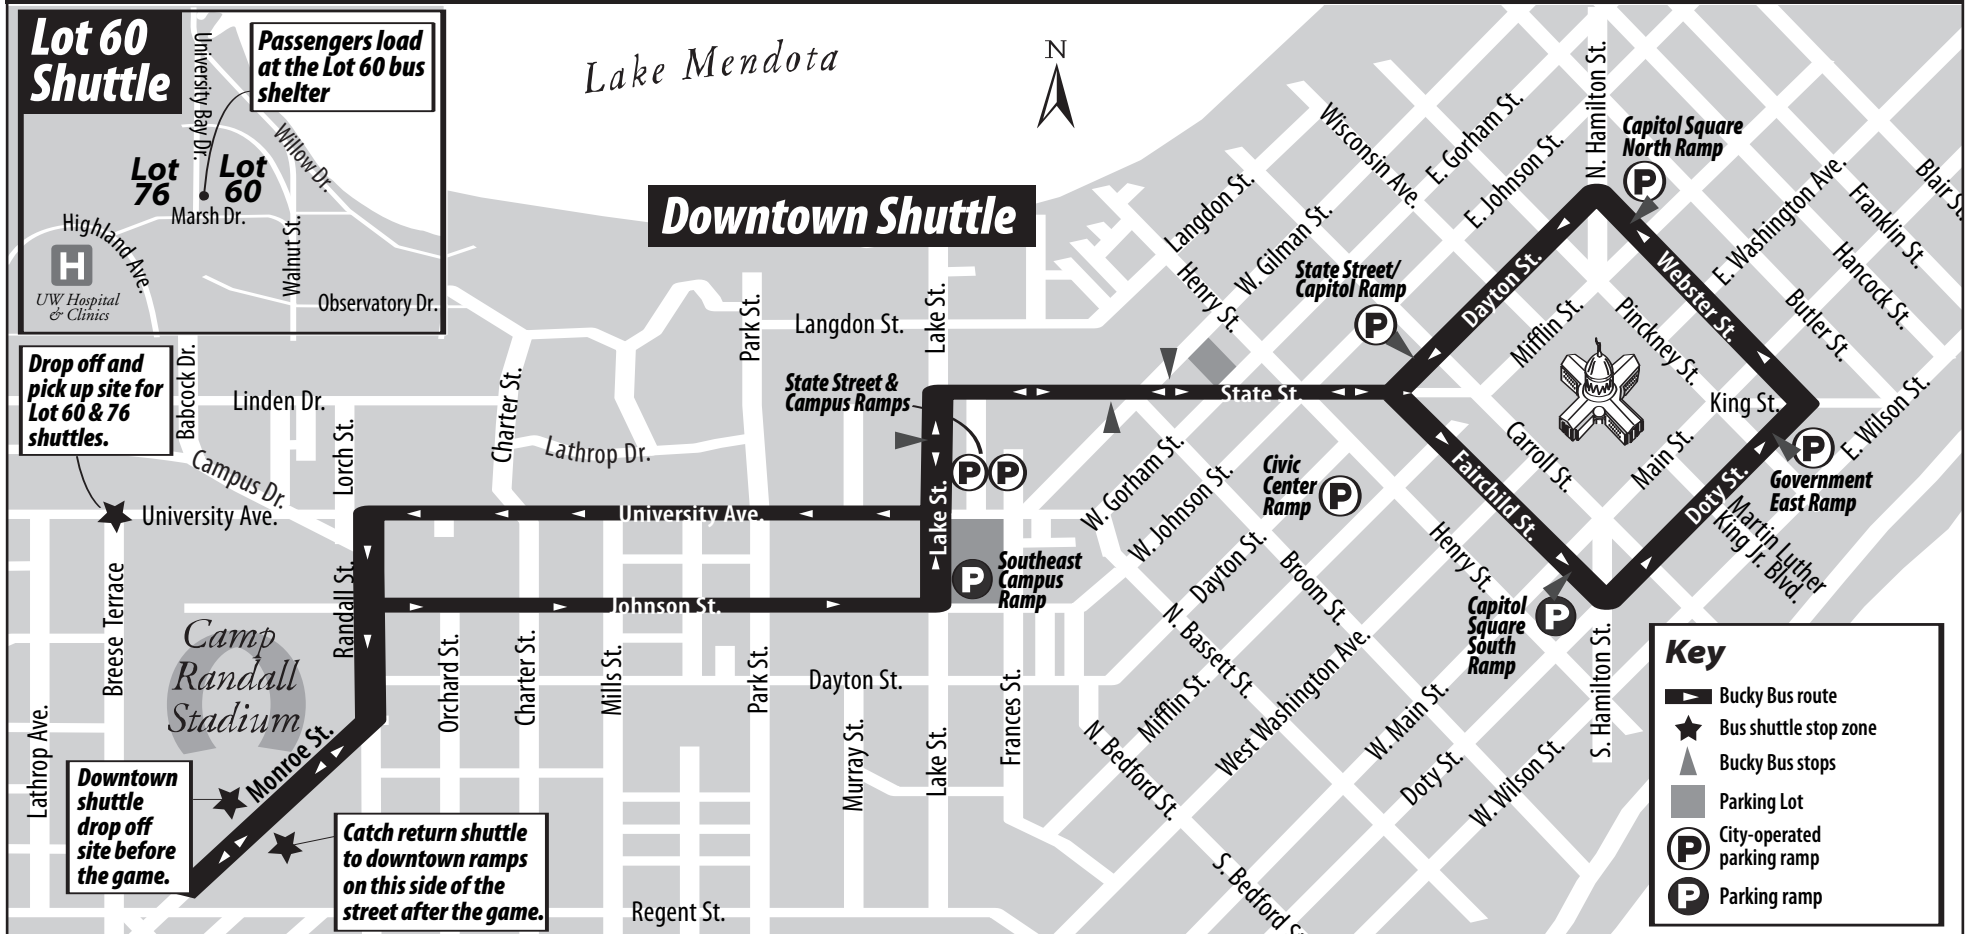 Lot 60
Shuttle
Passengers load
at the Lot 60 bus
shelter
University Bay Dr.
Willow Dr.
Lot
76
Lot
60
Marsh Dr.
Highland Ave.
H
UW Hospital
& Clinics
Walnut St.
Observatory Dr.
Lake Mendota
N
Downtown Shuttle
Drop off and
pick up site for
Lot 60 & 76
shuttles.
Babcock Dr.
Linden Dr.
Lorch St.
Campus Dr.
University Ave.
Charter St.
Lathrop Dr.
Park St.
Langdon St.
Lake St.
State Street &
Campus Ramps
P P
State St.
University Ave.
Lake St.
Johnson St.
Randall St.
P
Southeast
Campus
Ramp
Breese Terrace
Lathrop Ave.
Camp
Randall
Stadium
Monroe St.
Downtown
shuttle
drop off
site before
the game.
Catch return shuttle
to downtown ramps
on this side of the
street after the game.
Orchard St.
Charter St.
Mills St.
Park St.
Dayton St.
Murray St.
Lake St.
Frances St.
Regent St.
Wisconsin Ave.
E. Gorham St.
E. Johnson St.
N. Hamilton St.
Capitol Square
North Ramp
P
Langdon St.
W. Gilman St.
Henry St.
State Street/
Capitol Ramp
P
Dayton St.
Webster St.
Mifflin St.
Pinckney St.
E. Washington Ave.
Franklin St.
Blair St.
Hancock St.
Butler St.
King St.
E. Wilson St.
Carroll St.
Main St.
Fairchild St.
Doty St.
P
Government
East Ramp
Martin Luther
King Jr. Blvd.
W. Gorham St.
W. Johnson St.
Civic
Center
Ramp
P
Dayton St.
Broom St.
Henry St.
Capitol
Square
South
Ramp
P
N. Bassett St.
Mifflin St.
West Washington Ave.
N. Bedford St.
W. Main St.
Doty St.
W. Wilson St.
S. Hamilton St.
S. Bedford St.
Key
Bucky Bus route
Bus shuttle stop zone
Bucky Bus stops
Parking Lot
P City-operated
parking ramp
P Parking ramp